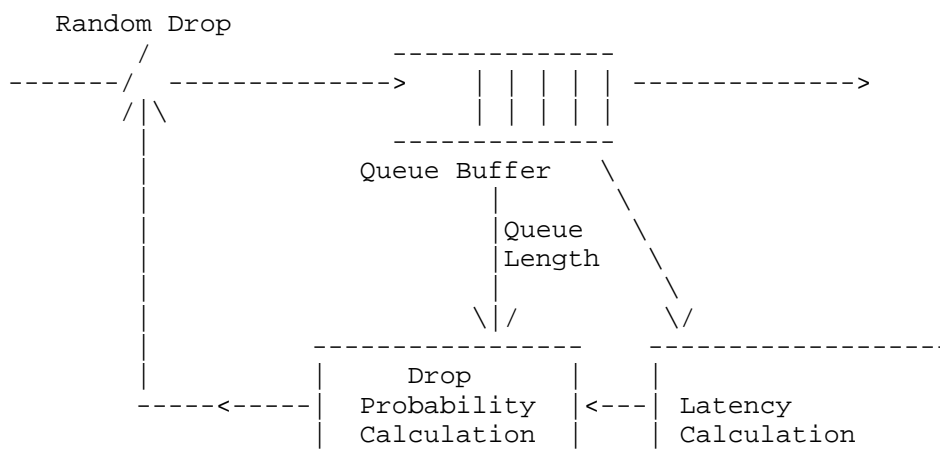 Random Drop
Queue Buffer
Queue
Length
Drop
Probability
Calculation
Latency
Calculation